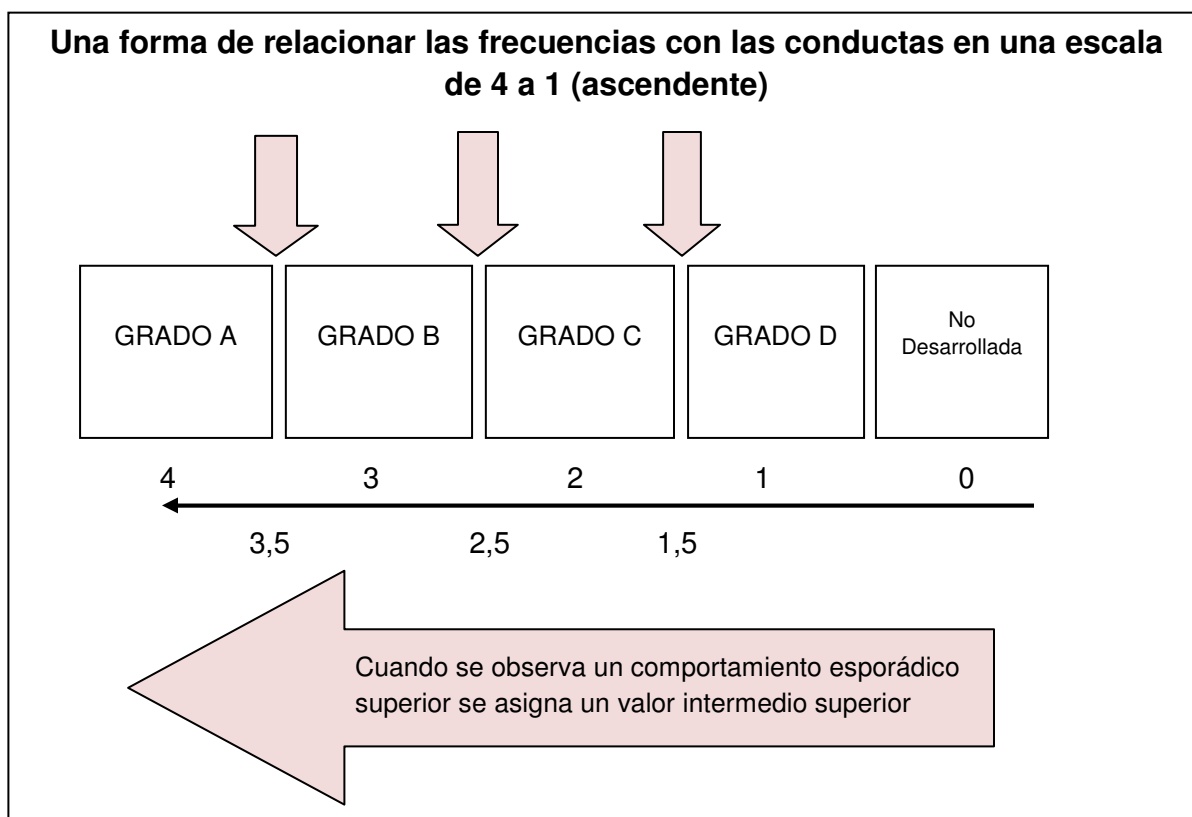 Una forma de relacionar las frecuencias con las conductas en una escala
de 4 a 1 (ascendente)
GRADO A
GRADO B
GRADO C
GRADO D
No
Desarrollada
4 3 2 1 0
3,5 2,5 1,5
Cuando se observa un comportamiento esporádico
superior se asigna un valor intermedio superior